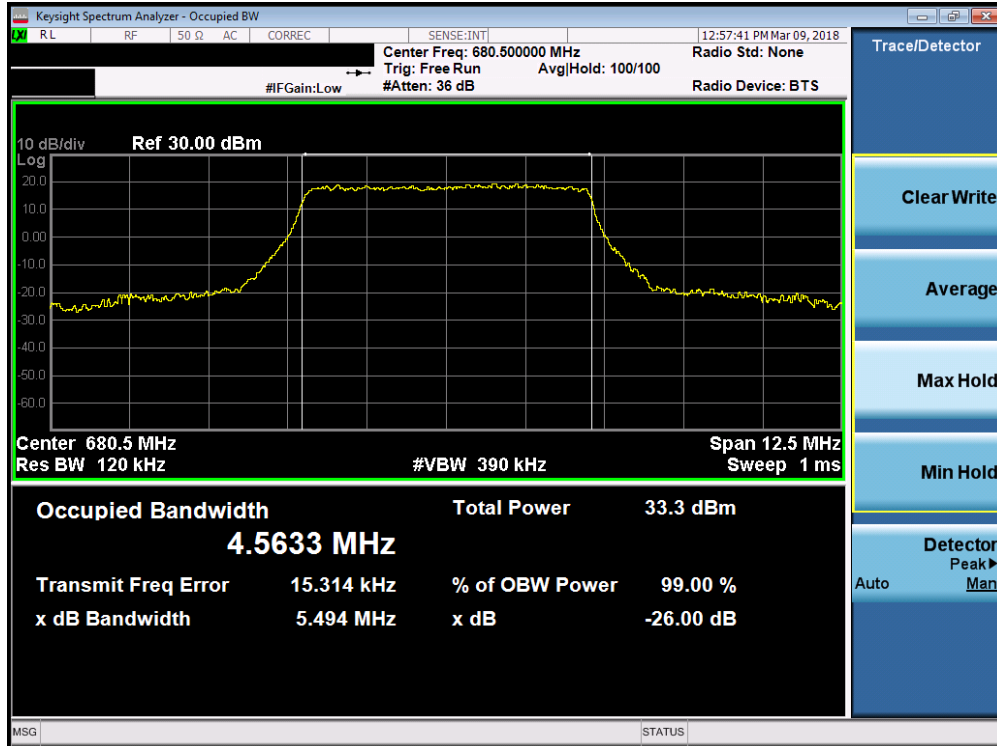 Keysight Spectrum Analyzer - Occupied BW
LXI RL RF 50 Ω AC CORREC SENSE:INT 12:57:41 PM Mar 09, 2018
Center Freq: 680.500000 MHz Radio Std: None
Trig: Free Run Avg|Hold: 100/100
#IFGain:Low #Atten: 36 dB Radio Device: BTS
10 dB/div Ref 30.00 dBm
Log
20.0
10.0
0.00
-10.0
-20.0
-30.0
-40.0
-50.0
-60.0
Center 680.5 MHz Span 12.5 MHz
Res BW 120 kHz #VBW 390 kHz Sweep 1 ms
Occupied Bandwidth Total Power 33.3 dBm
4.5633 MHz
Transmit Freq Error 15.314 kHz % of OBW Power 99.00 %
x dB Bandwidth 5.494 MHz x dB -26.00 dB
MSG STATUS
Trace/Detector
Clear Write
Average
Max Hold
Min Hold
Detector
Peak▶
Auto Man